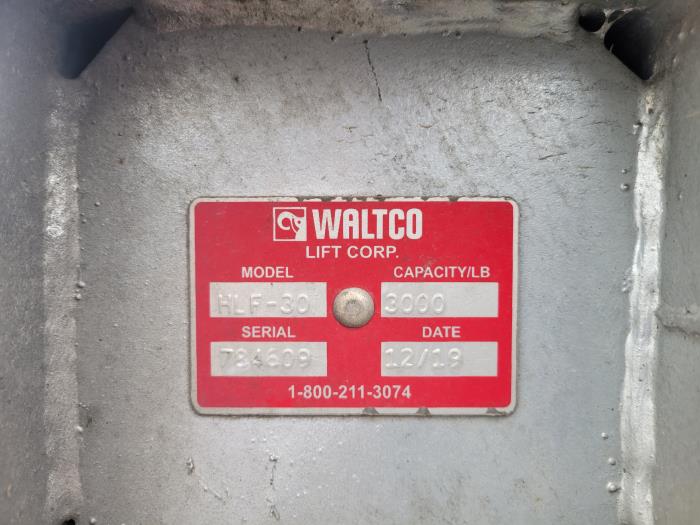 WALTCO
LIFT CORP.
MODEL CAPACITY/LB
HLF-30 3000
SERIAL DATE
784609 12/19
1-800-211-3074